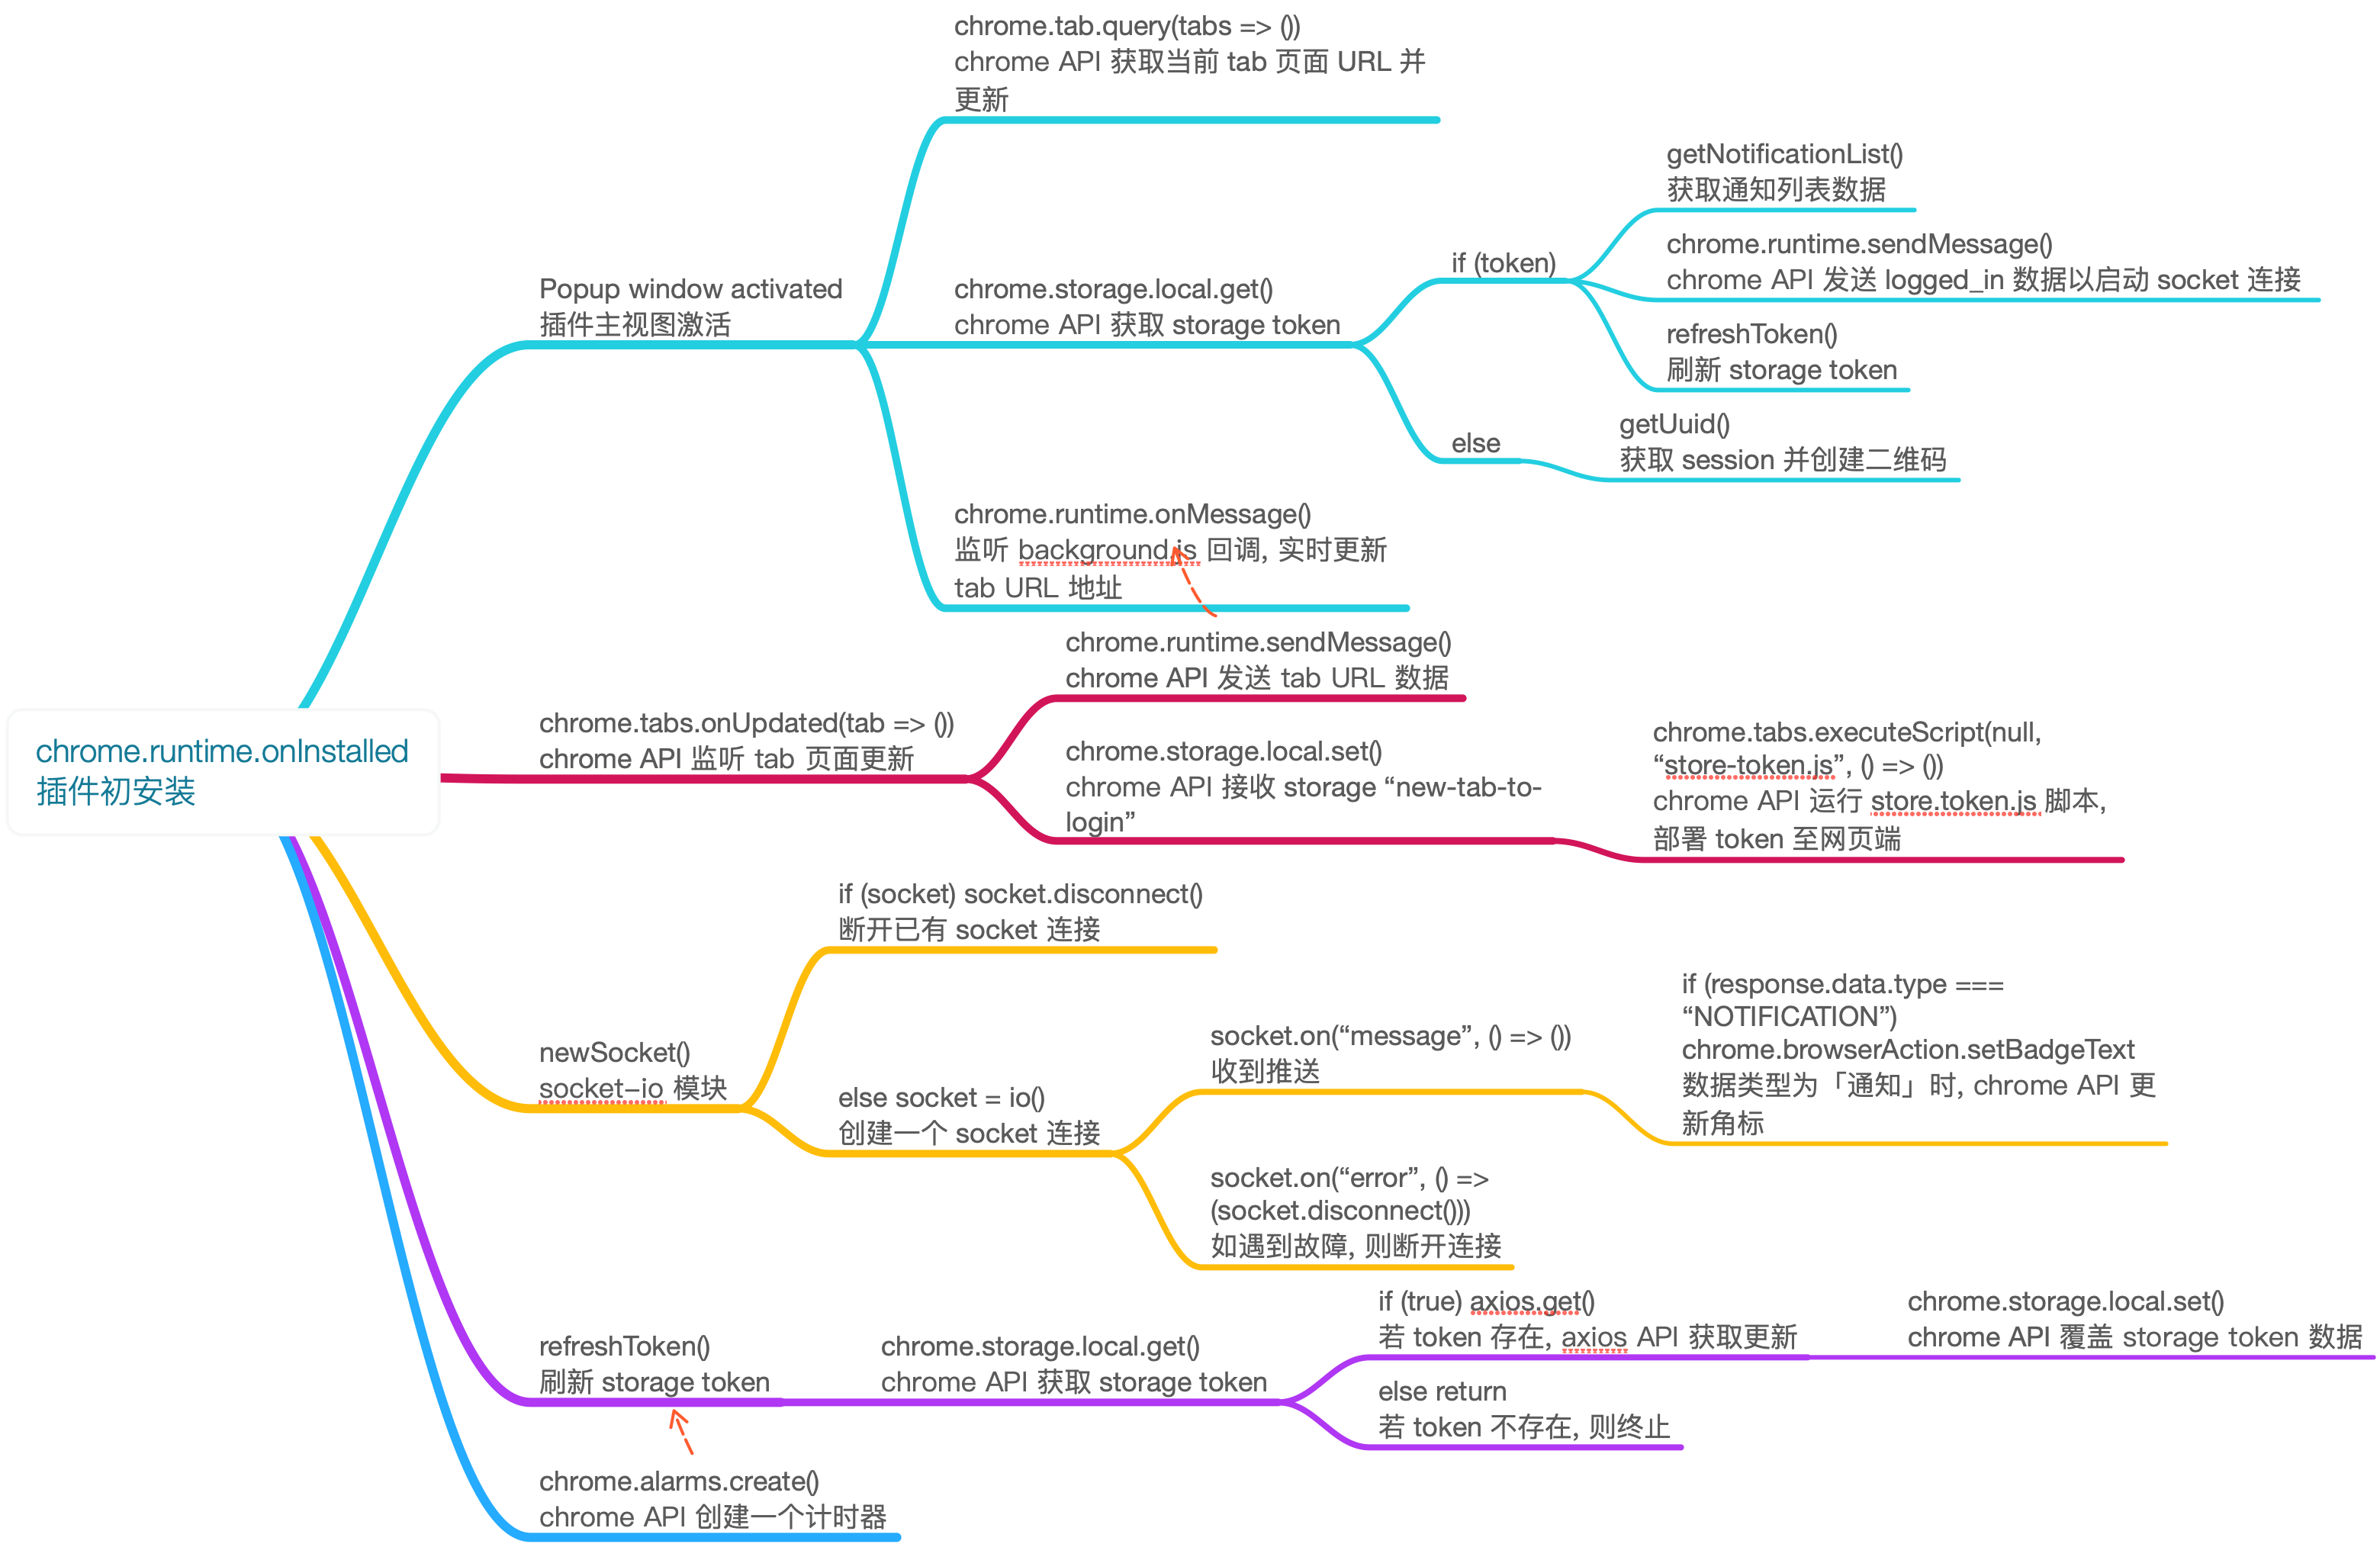 chrome.runtime.onInstalled
插件初安装
Popup window activated
插件主视图激活
chrome.tab.query(tabs => ())
chrome API 获取当前 tab 页面 URL 并
更新
chrome.storage.local.get()
chrome API 获取 storage token
if (token)
getNotificationList()
获取通知列表数据
chrome.runtime.sendMessage()
chrome API 发送 logged_in 数据以启动 socket 连接
refreshToken()
刷新 storage token
else
getUuid()
获取 session 并创建二维码
chrome.runtime.onMessage()
监听 background.js 回调, 实时更新
tab URL 地址
chrome.tabs.onUpdated(tab => ())
chrome API 监听 tab 页面更新
chrome.runtime.sendMessage()
chrome API 发送 tab URL 数据
chrome.storage.local.set()
chrome API 接收 storage “new-tab-to-
login”
chrome.tabs.executeScript(null,
“store-token.js”, () => ())
chrome API 运行 store.token.js 脚本,
部署 token 至网页端
newSocket()
socket-io 模块
if (socket) socket.disconnect()
断开已有 socket 连接
else socket = io()
创建一个 socket 连接
socket.on(“message”, () => ())
收到推送
if (response.data.type ===
“NOTIFICATION”)
chrome.browserAction.setBadgeText
数据类型为「通知」时, chrome API 更
新角标
socket.on(“error”, () =>
(socket.disconnect()))
如遇到故障, 则断开连接
refreshToken()
刷新 storage token
chrome.storage.local.get()
chrome API 获取 storage token
if (true) axios.get()
若 token 存在, axios API 获取更新
chrome.storage.local.set()
chrome API 覆盖 storage token 数据
else return
若 token 不存在, 则终止
chrome.alarms.create()
chrome API 创建一个计时器